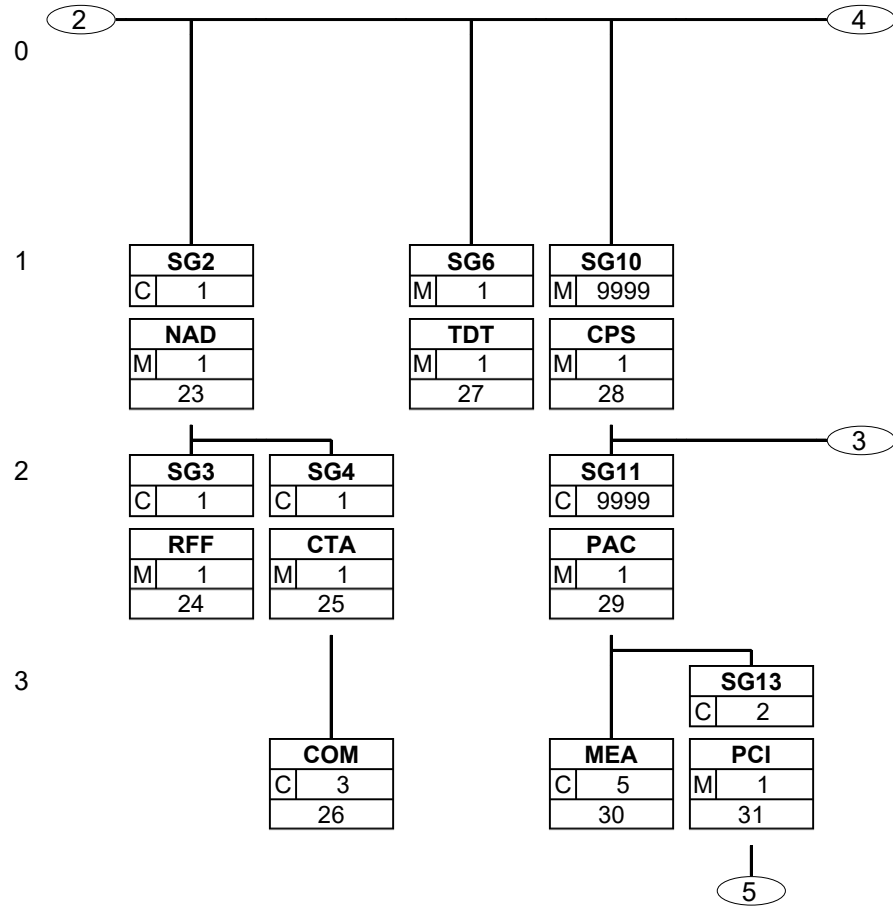 2 4
0
1 SG2 SG6 SG10
C 1 M 1 M 9999
NAD TDT CPS
M 1 M 1 M 1
23 27 28
3
2 SG3 SG4 SG11
C 1 C 1 C 9999
RFF CTA PAC
M 1 M 1 M 1
24 25 29
3 SG13
C 2
COM MEA PCI
C 3 C 5 M 1
26 30 31
5